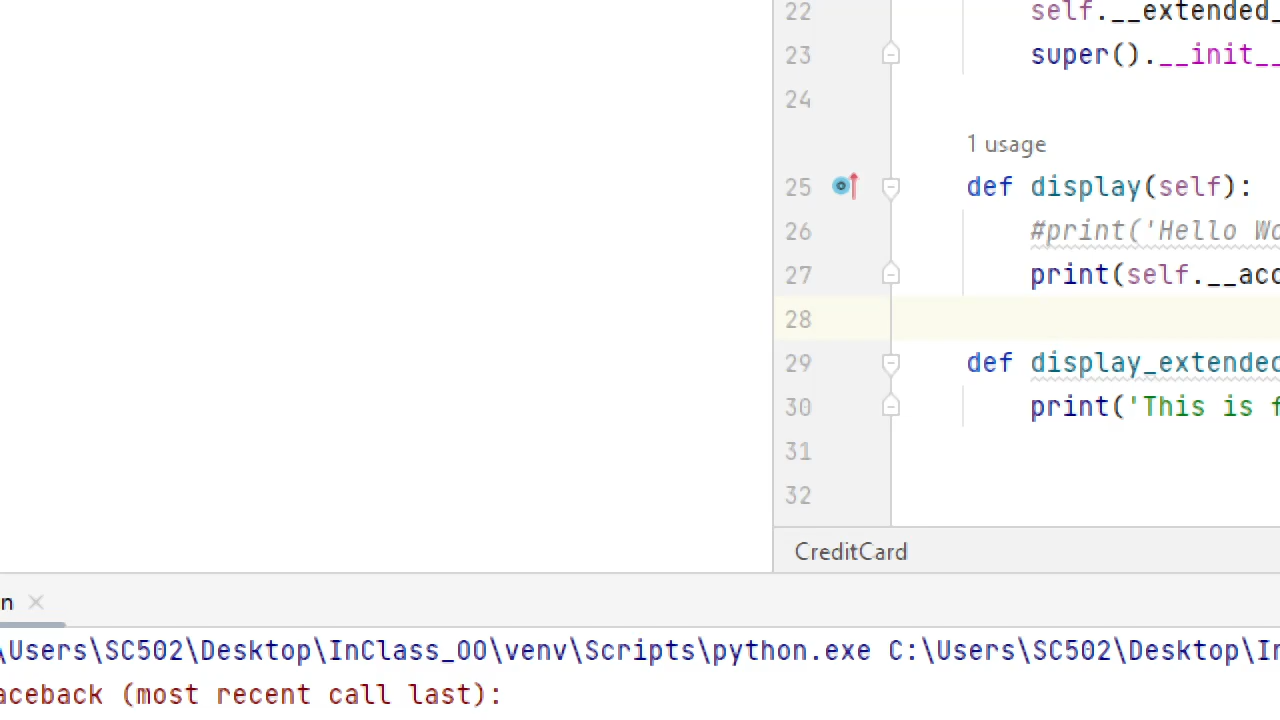 22 self.__extended_
23 super().__init__
24
1 usage
25 def display(self):
26 #print('Hello
27 print(self.__acc
28
29 def display_extended
30 print('This is
31
32
CreditCard
n ×
\Users\SC502\Desktop\InClass_OO\venv\Scripts\python.exe C:\Users\SC502\Desktop\In
aceback (most recent call last):